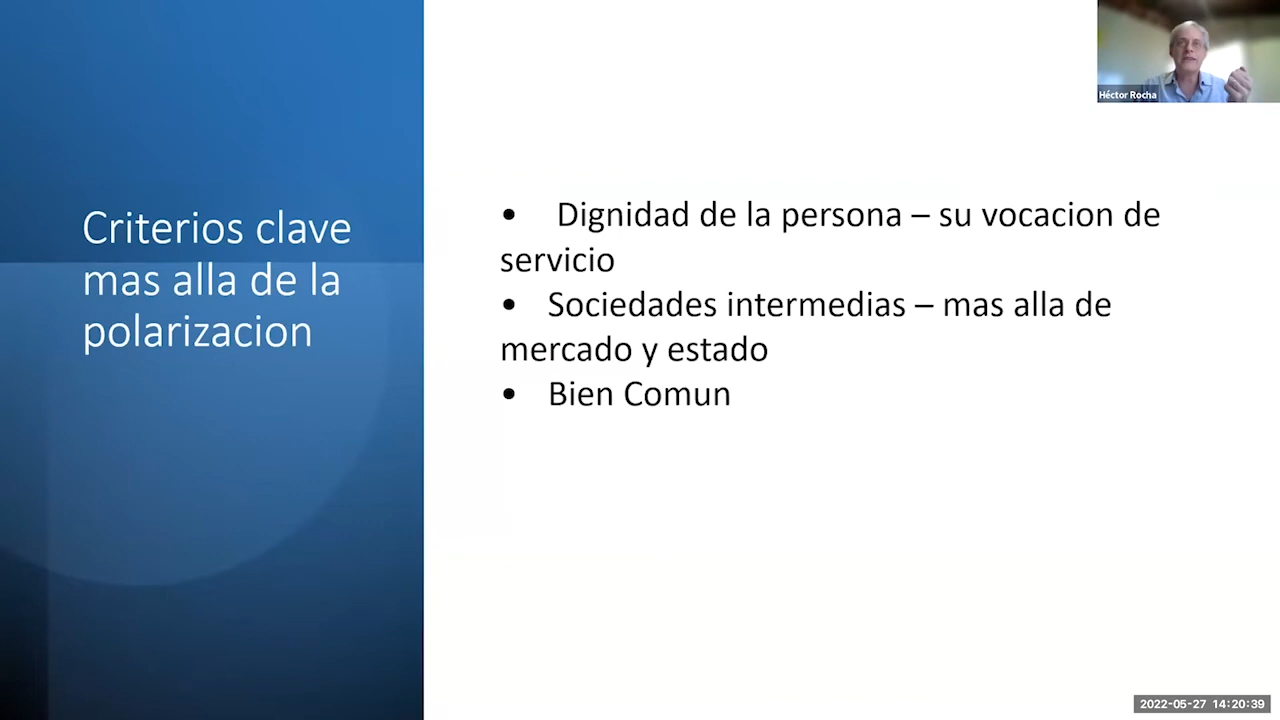 Criterios clave
mas alla de la
polarizacion
• Dignidad de la persona – su vocacion de
servicio
• Sociedades intermedias – mas alla de
mercado y estado
• Bien Comun
Héctor Rocha
2022-05-27 14:20:39